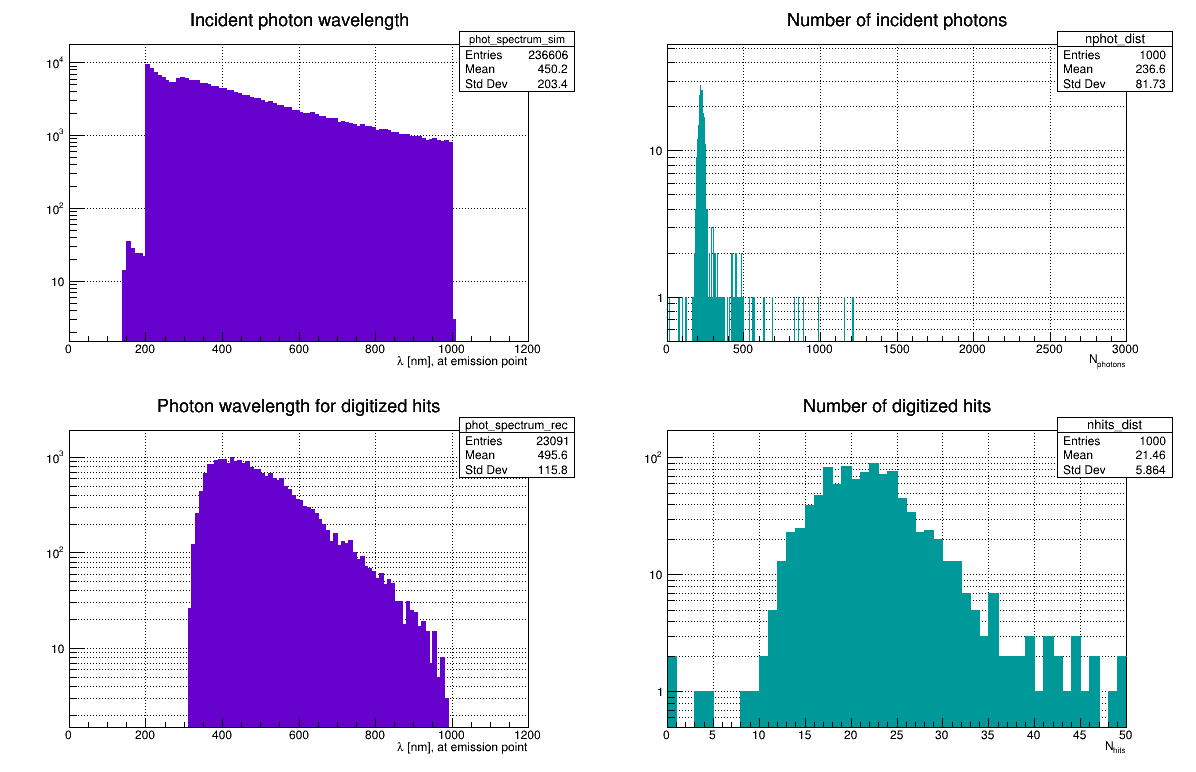 Incident photon wavelength
phot_spectrum_sim
Entries 236606
Mean 450.2
Std Dev 203.4
10^4
10^3
10^2
10
0 200 400 600 800 1000 1200
λ [nm], at emission point
Number of incident photons
nphot_dist
Entries 1000
Mean 236.6
Std Dev 81.73
10
1
0 500 1000 1500 2000 2500 3000
N_photons
Photon wavelength for digitized hits
phot_spectrum_rec
Entries 23091
Mean 495.6
Std Dev 115.8
10^3
10^2
10
0 200 400 600 800 1000 1200
λ [nm], at emission point
Number of digitized hits
nhits_dist
Entries 1000
Mean 21.46
Std Dev 5.864
10^2
10
1
0 5 10 15 20 25 30 35 40 45 50
N_hits